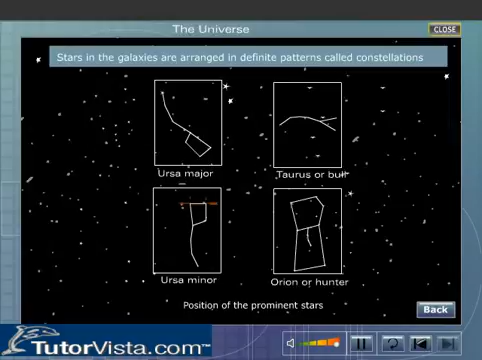 The Universe
CLOSE
Stars in the galaxies are arranged in definite patterns called constellations
Ursa major
Taurus or bull
Ursa minor
Orion or hunter
Position of the prominent stars
Back
TutorVista.com™